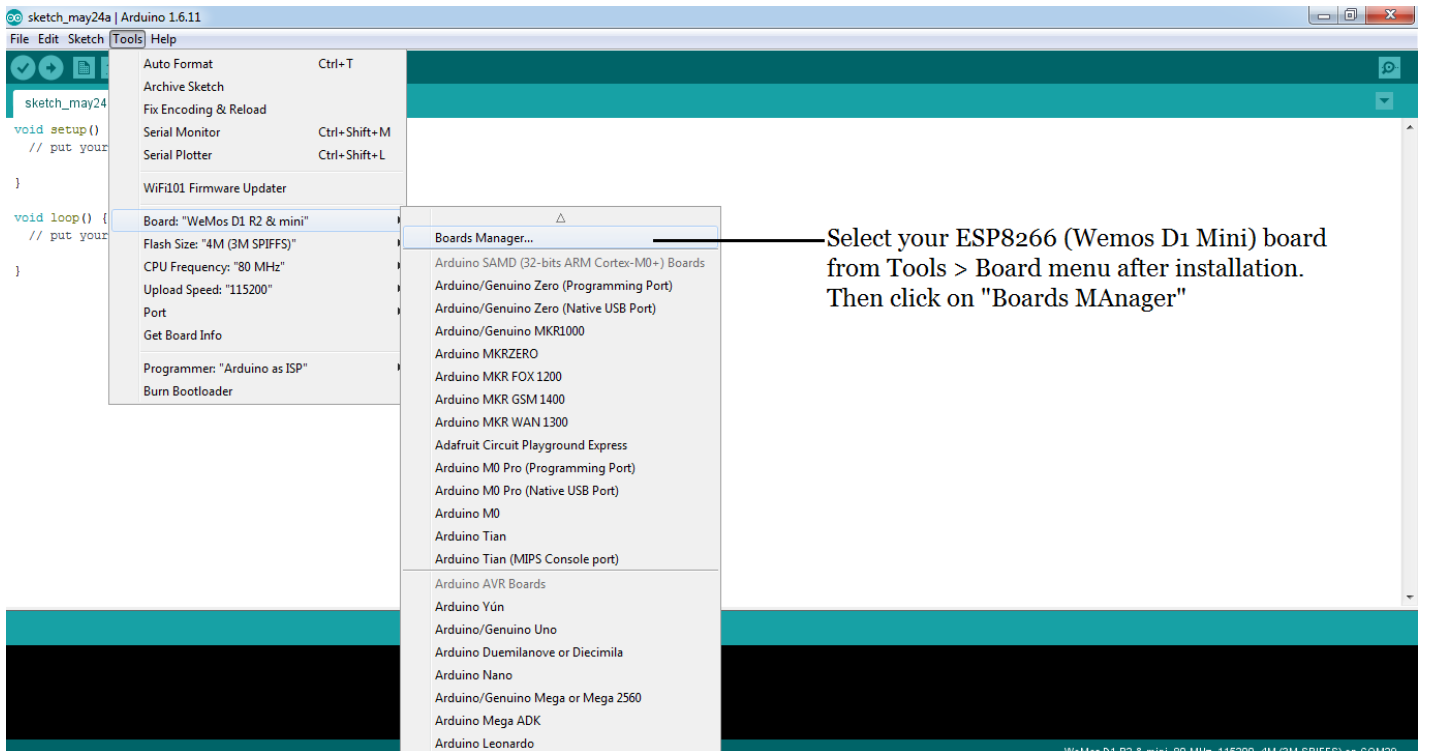 sketch_may24a | Arduino 1.6.11
File Edit Sketch Tools Help
sketch_may24
void setup()
// put your
}
void loop() {
// put your
}
Auto Format Ctrl+T
Archive Sketch
Fix Encoding & Reload
Serial Monitor Ctrl+Shift+M
Serial Plotter Ctrl+Shift+L
WiFi101 Firmware Updater
Board: "WeMos D1 R2 & mini"
Flash Size: "4M (3M SPIFFS)"
CPU Frequency: "80 MHz"
Upload Speed: "115200"
Port
Get Board Info
Programmer: "Arduino as ISP"
Burn Bootloader
Boards Manager...
Arduino SAMD (32-bits ARM Cortex-M0+) Boards
Arduino/Genuino Zero (Programming Port)
Arduino/Genuino Zero (Native USB Port)
Arduino/Genuino MKR1000
Arduino MKRZERO
Arduino MKR FOX 1200
Arduino MKR GSM 1400
Arduino MKR WAN 1300
Adafruit Circuit Playground Express
Arduino M0 Pro (Programming Port)
Arduino M0 Pro (Native USB Port)
Arduino M0
Arduino Tian
Arduino Tian (MIPS Console port)
Arduino AVR Boards
Arduino Yún
Arduino/Genuino Uno
Arduino Duemilanove or Diecimila
Arduino Nano
Arduino/Genuino Mega or Mega 2560
Arduino Mega ADK
Arduino Leonardo
Select your ESP8266 (Wemos D1 Mini) board
from Tools > Board menu after installation.
Then click on "Boards MAnager"